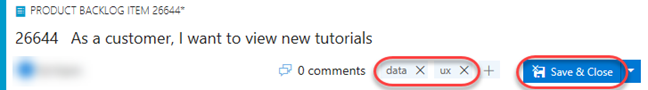 PRODUCT BACKLOG ITEM 26644*
26644 As a customer, I want to view new tutorials
0 comments data ux Save & Close